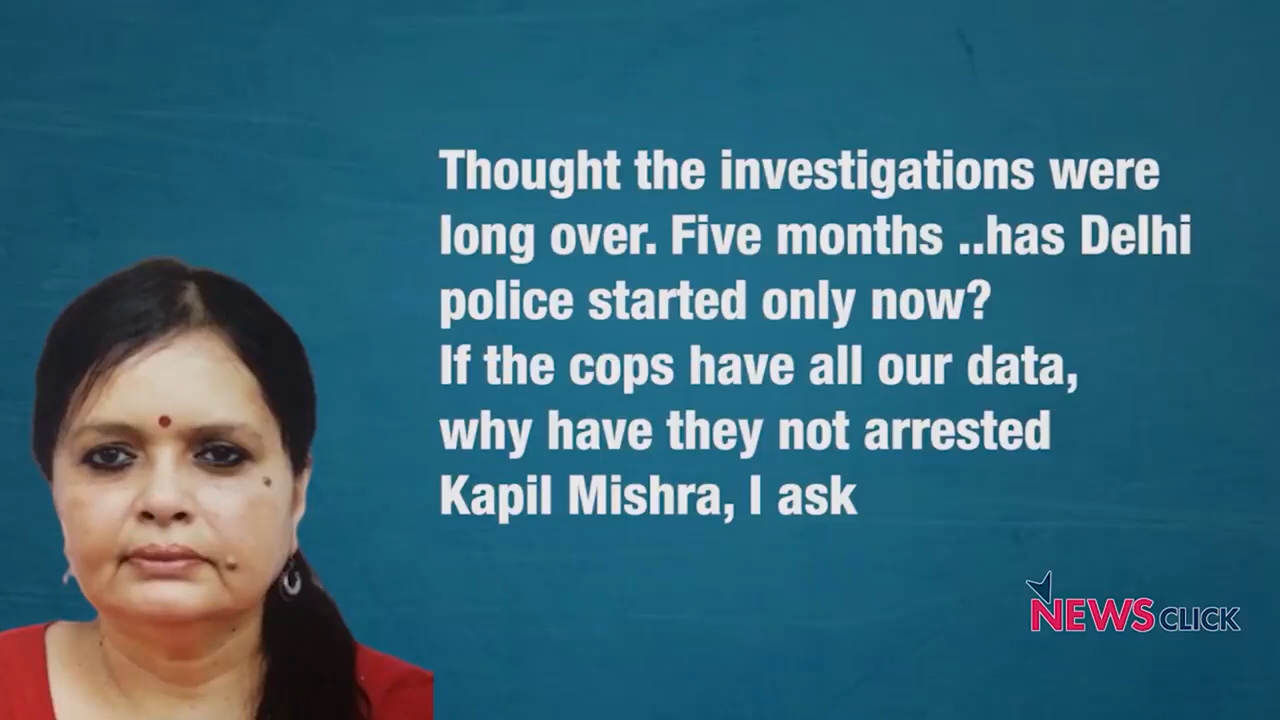 Thought the investigations were
long over. Five months ..has Delhi
police started only now?
If the cops have all our data,
why have they not arrested
Kapil Mishra, I ask
NEWSCLICK